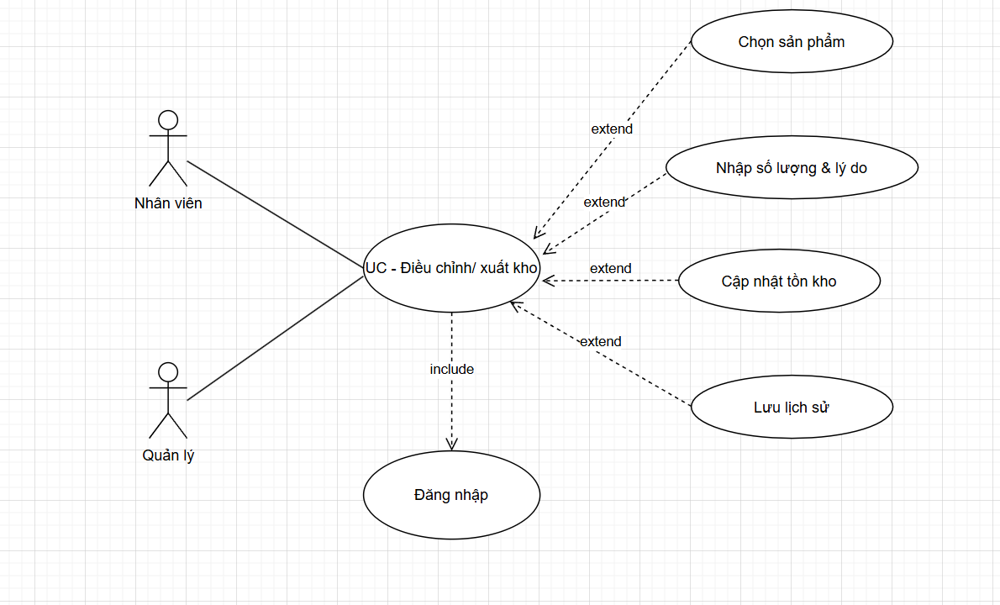 Chọn sản phẩm
extend
Nhập số lượng & lý do
Nhân viên
extend
UC - Điều chỉnh/ xuất kho
extend
Cập nhật tồn kho
extend
include
Lưu lịch sử
Quản lý
Đăng nhập